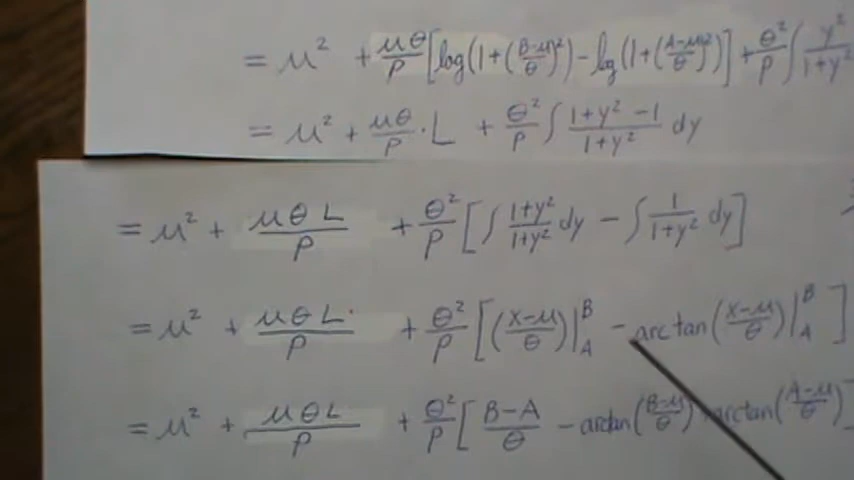 = μ² + μθ/P [log(1+(B-μ/θ)²) - log(1+(A-μ/θ)²)] + θ²/P ∫ y²/1+y²
= μ² + μθ/P · L + θ²/P ∫ 1+y²-1/1+y² dy
= μ² + μθL/P + θ²/P [∫ 1+y²/1+y² dy - ∫ 1/1+y² dy]
= μ² + μθL/P + θ²/P [(x-μ/θ)|_A^B - arctan(x-μ/θ)|_A^B]
= μ² + μθL/P + θ²/P [B-A/θ - arctan(B-μ/θ) arctan(A-μ/θ)]